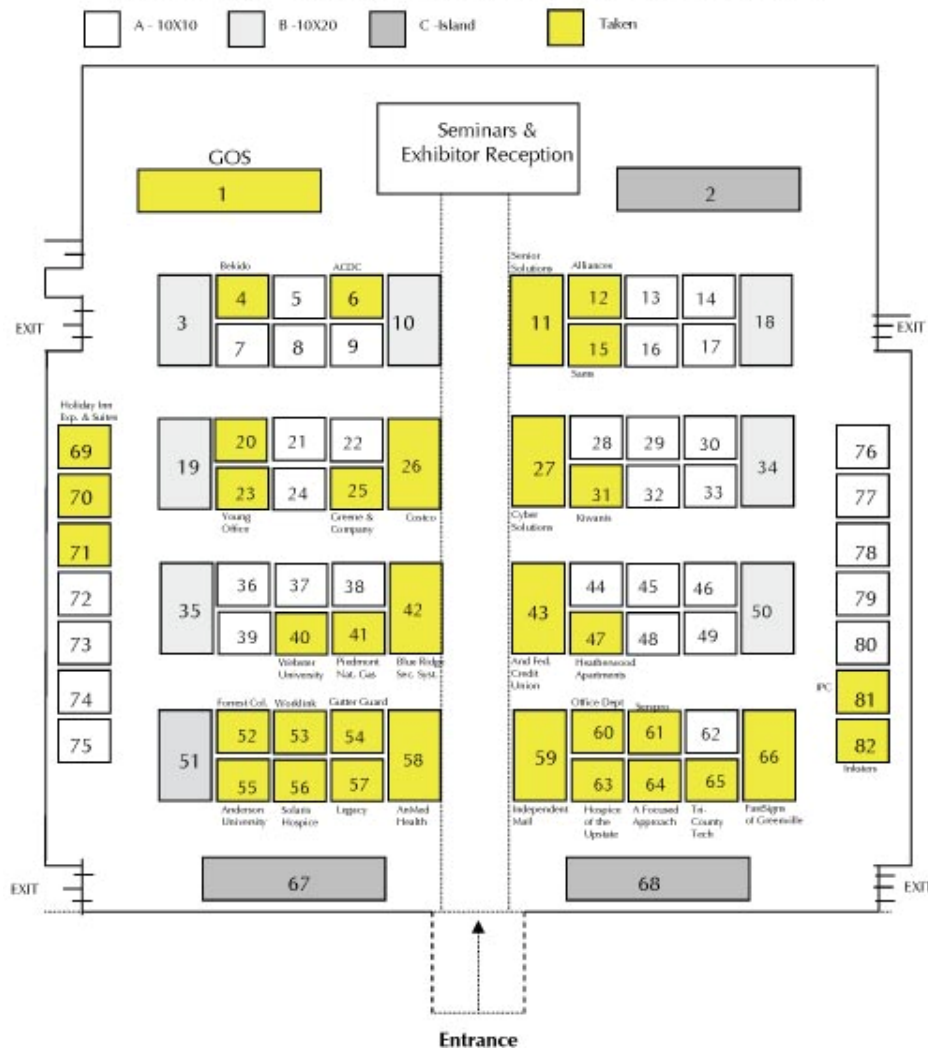 A - 10X10 B -10X20 C -Island Taken
Seminars &
Exhibitor Reception
GOS
1 2
Bekido ACDC Senior
Solutions Alliances
4 5 6 12 13 14
3 10 11 18
7 8 9 15 16 17
Sams
EXIT EXIT
Holiday Inn
Exp. & Suites
69 20 21 22 28 29 30 76
19 26 27 34
70 23 24 25 31 32 33 77
Young
Office Greene &
Company Costco Cyber
Solutions Kiwanis
71 78
72 36 37 38 44 45 46 79
35 42 43 50
73 39 40 41 47 48 49 80
Webster
University Piedmont
Nat. Gas Blue Ridge
Sec. Syst. And Fed.
Credit
Union Heatherwood
Apartments
74 IPC 81
Forrest Col. Worklink Gutter Guard Office Dept
75 52 53 54 60 61 62 82
51 58 59 66
55 56 57 63 64 65
Anderson
University Solaris
Hospice Legacy AnMed
Health Independent
Mail Hospice
of the
Upstate A Focused
Approach Tri-
County
Tech FastSigns
of Greenville
67 68
EXIT EXIT
Entrance